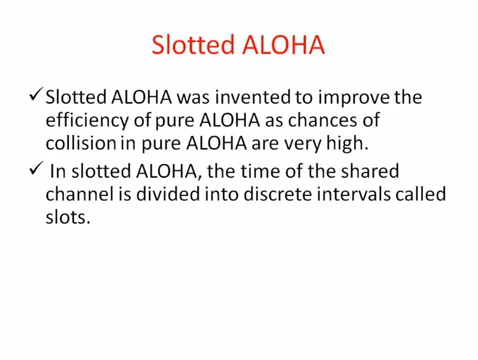 Slotted ALOHA
✓Slotted ALOHA was invented to improve the
efficiency of pure ALOHA as chances of
collision in pure ALOHA are very high.
✓ In slotted ALOHA, the time of the shared
channel is divided into discrete intervals called
slots.